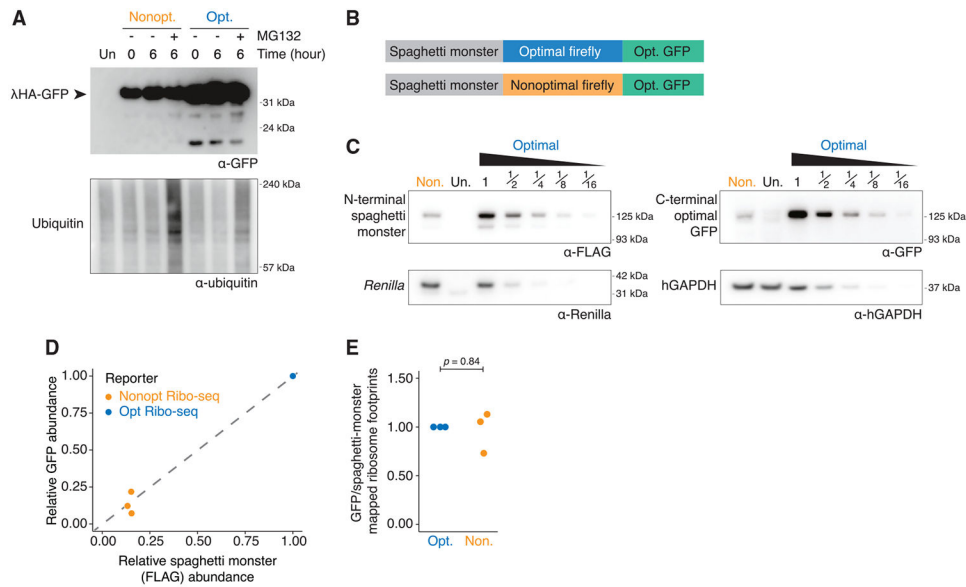 A
Nonopt. Opt.
+ + MG132
Un 0 6 6 0 6 6 Time (hour)
λHA-GFP
-31 kDa
-24 kDa
α-GFP
-240 kDa
Ubiquitin
-57 kDa
α-ubiquitin
B
Spaghetti monster Optimal firefly Opt. GFP
Spaghetti monster Nonoptimal firefly Opt. GFP
C
Optimal
Non. Un. 1 1/2 1/4 1/8 1/16
N-terminal
spaghetti
monster
-125 kDa
-93 kDa
α-FLAG
Renilla
-42 kDa
-31 kDa
α-Renilla
Optimal
Non. Un. 1 1/2 1/4 1/8 1/16
C-terminal
optimal
GFP
-125 kDa
-93 kDa
α-GFP
hGAPDH
-37 kDa
α-hGAPDH
D
Relative GFP abundance
1.00
0.75
0.50
0.25
0.00
Reporter
Nonopt Ribo-seq
Opt Ribo-seq
0.00 0.25 0.50 0.75 1.00
Relative spaghetti monster
(FLAG) abundance
E
GFP/spaghetti-monster
mapped ribosome footprints
p = 0.84
1.50
1.00
0.50
0.00
Opt. Non.